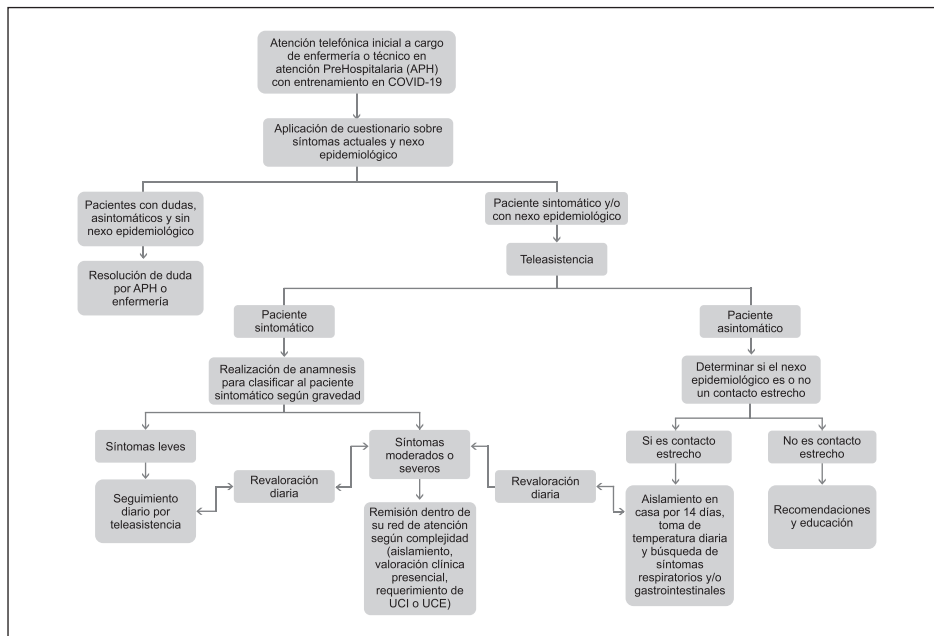 Atención telefónica inicial a cargo
de enfermería o técnico en
atención PreHospitalaria (APH)
con entrenamiento en COVID-19
Aplicación de cuestionario sobre
síntomas actuales y nexo
epidemiológico
Pacientes con dudas,
asintomáticos y sin
nexo epidemiológico
Paciente sintomático y/o
con nexo epidemiológico
Resolución de duda
por APH o
enfermería
Teleasistencia
Paciente
sintomático
Paciente
asintomático
Realización de anamnesis
para clasificar al paciente
sintomático según gravedad
Determinar si el nexo
epidemiológico es o no
un contacto estrecho
Síntomas leves
Síntomas
moderados o
severos
Si es contacto
estrecho
No es contacto
estrecho
Seguimiento
diario por
teleasistencia
Revaloración
diaria
Revaloración
diaria
Remisión dentro de
su red de atención
según complejidad
(aislamiento,
valoración clínica
presencial,
requerimiento de
UCI o UCE)
Aislamiento en
casa por 14 días,
toma de
temperatura diaria
y búsqueda de
síntomas
respiratorios y/o
gastrointestinales
Recomendaciones
y educación